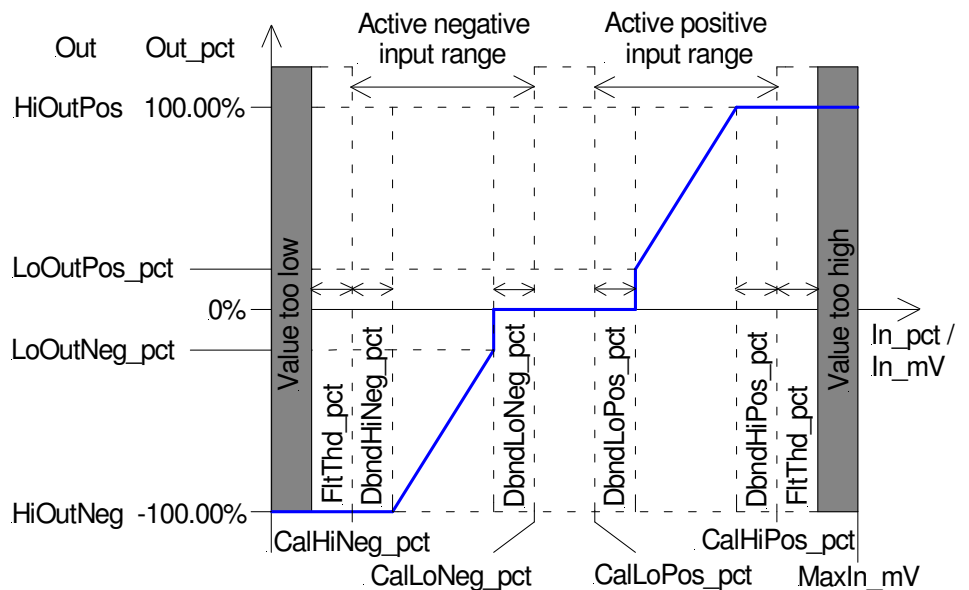 Out
Out_pct
Active negative
input range
Active positive
input range
HiOutPos 100.00%
LoOutPos_pct
0%
LoOutNeg_pct
HiOutNeg -100.00%
Value too low
FltThd_pct
DbndHiNeg_pct
DbndLoNeg_pct
DbndLoPos_pct
DbndHiPos_pct
FltThd_pct
Value too high
In_pct /
In_mV
CalHiNeg_pct
CalLoNeg_pct
CalLoPos_pct
CalHiPos_pct
MaxIn_mV